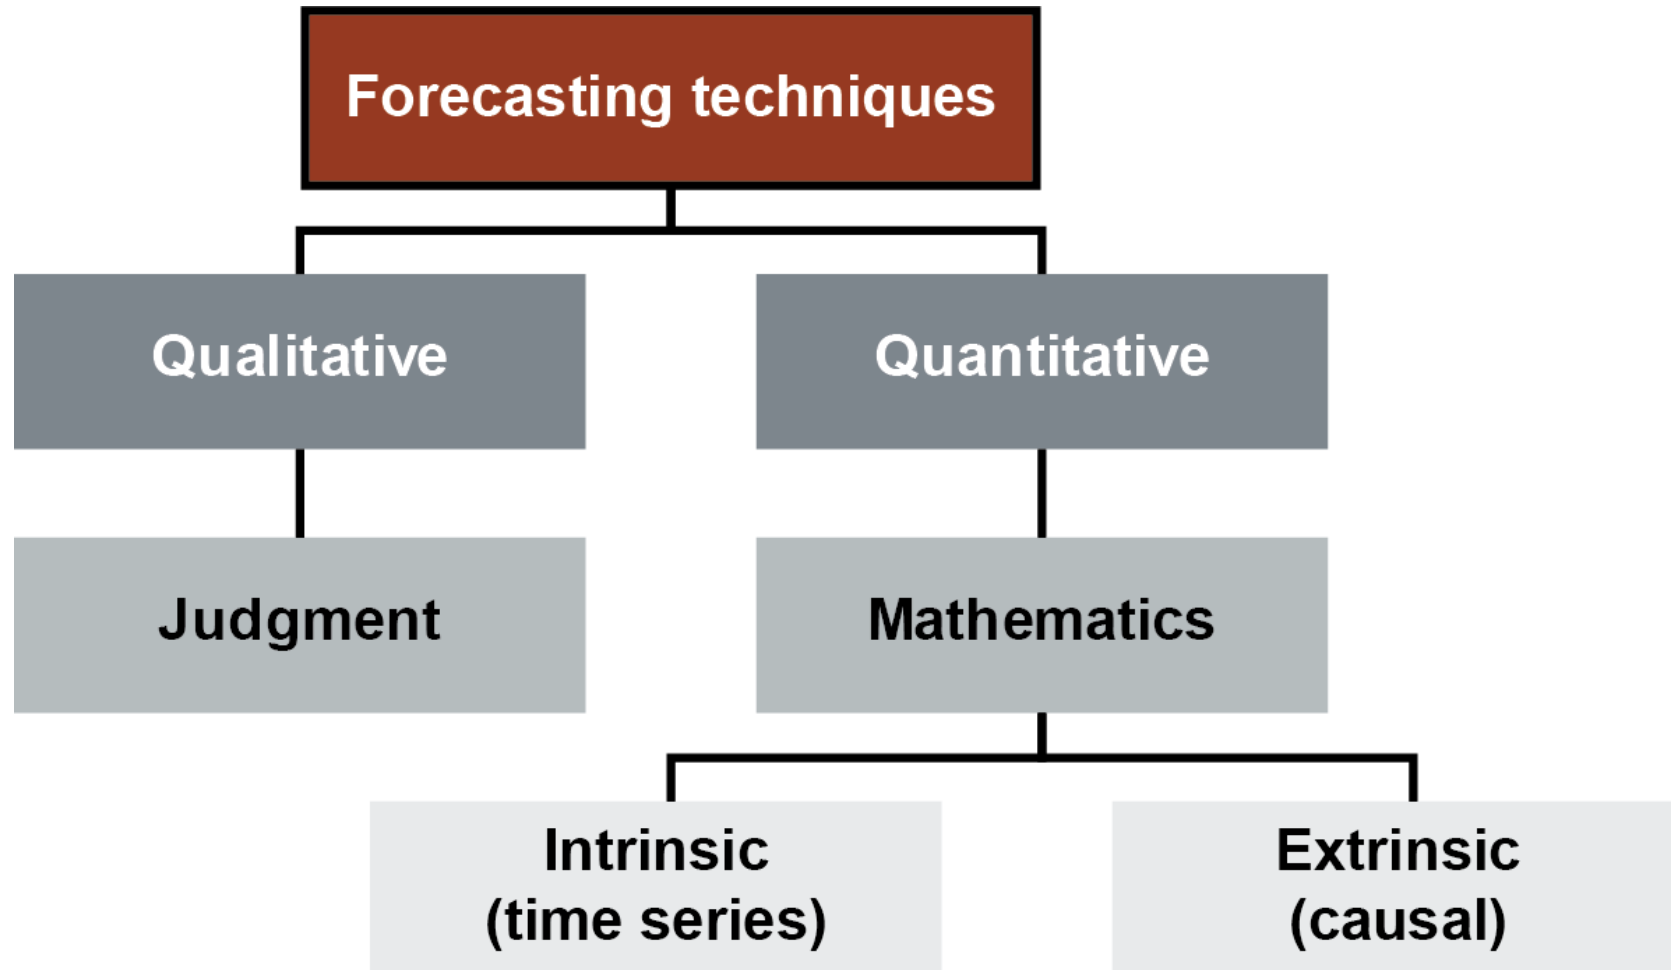 Forecasting techniques
Qualitative
Quantitative
Judgment
Mathematics
Intrinsic
(time series)
Extrinsic
(causal)